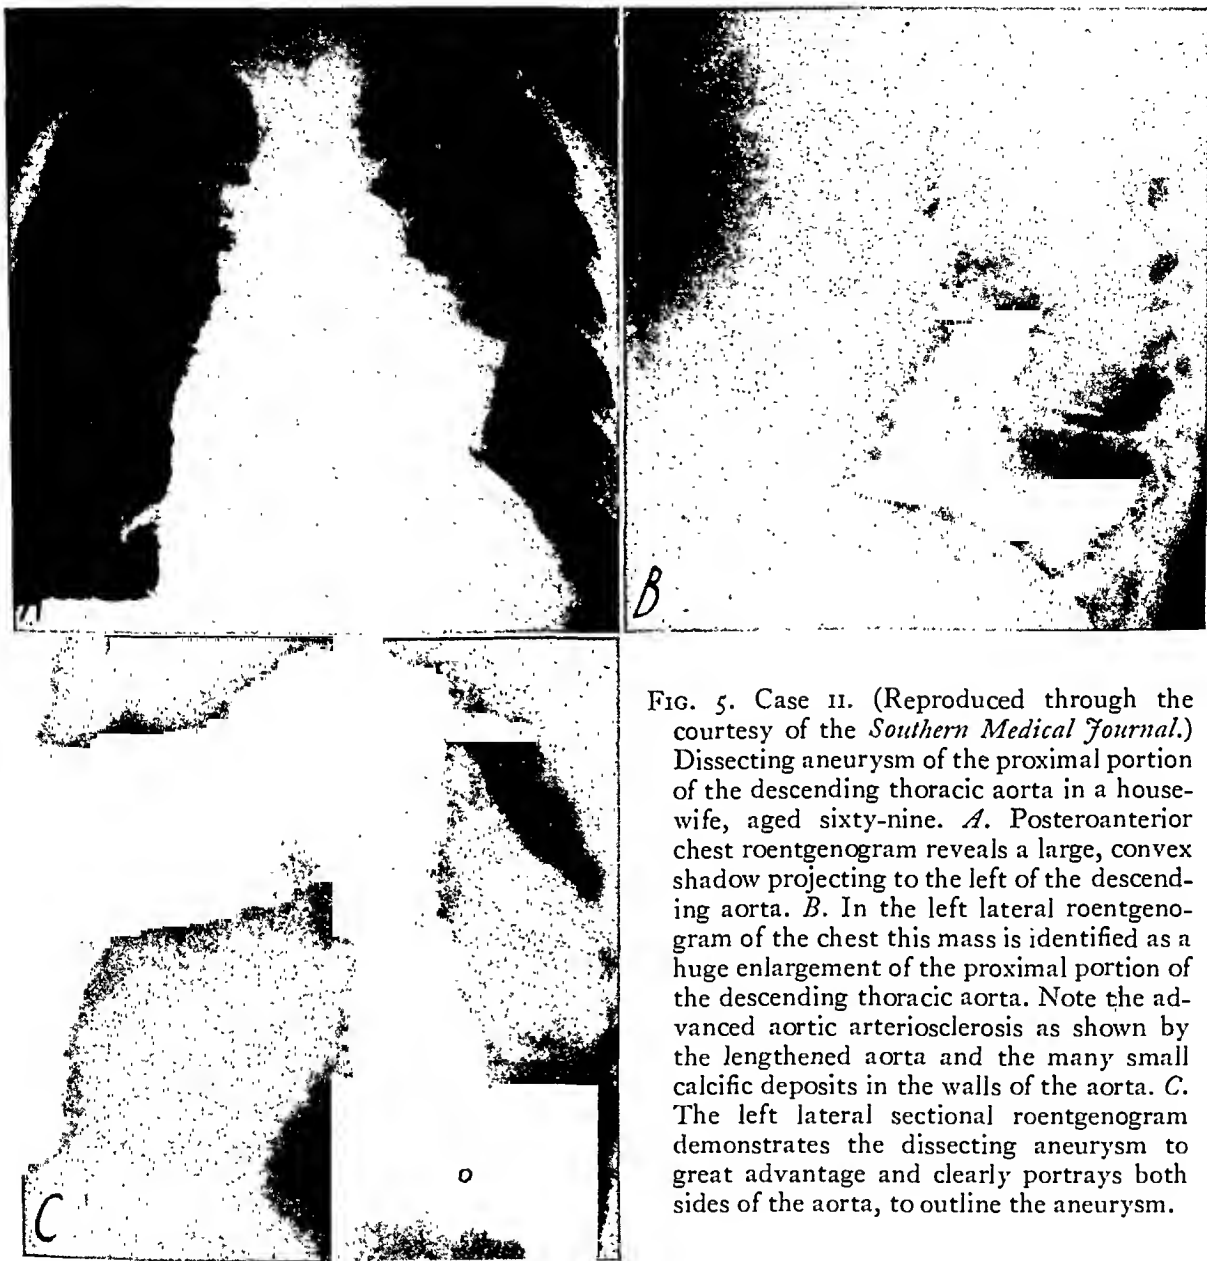 A
B
C
FIG. 5. Case II. (Reproduced through the
courtesy of the Southern Medical Journal.)
Dissecting aneurysm of the proximal portion
of the descending thoracic aorta in a house-
wife, aged sixty-nine. A. Posteroanterior
chest roentgenogram reveals a large, convex
shadow projecting to the left of the descend-
ing aorta. B. In the left lateral roentgeno-
gram of the chest this mass is identified as a
huge enlargement of the proximal portion of
the descending thoracic aorta. Note the ad-
vanced aortic arteriosclerosis as shown by
the lengthened aorta and the many small
calcific deposits in the walls of the aorta. C.
The left lateral sectional roentgenogram
demonstrates the dissecting aneurysm to
great advantage and clearly portrays both
sides of the aorta, to outline the aneurysm.